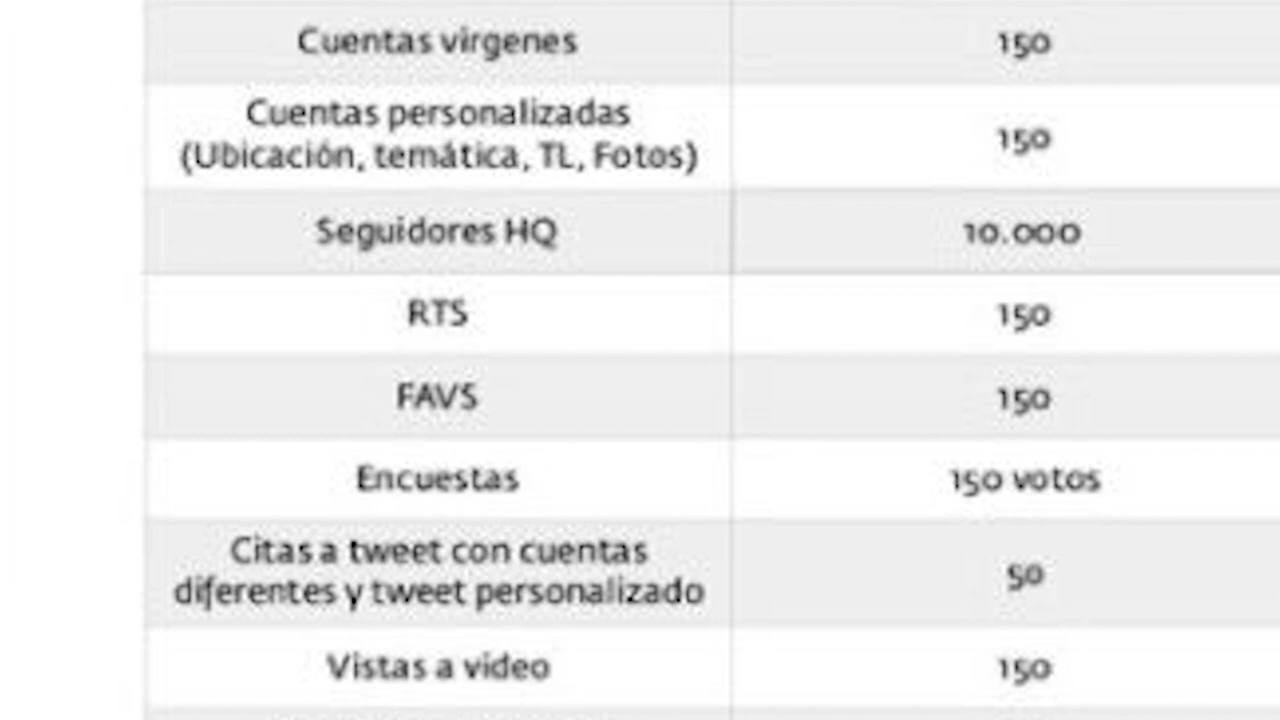 Cuentas virgenes 150
Cuentas personalizadas
(Ubicación, temática, TL, Fotos) 150
Seguidores HQ 10.000
RTS 150
FAVS 150
Encuestas 150 votos
Citas a tweet con cuentas
diferentes y tweet personalizado 50
Vistas a video 150